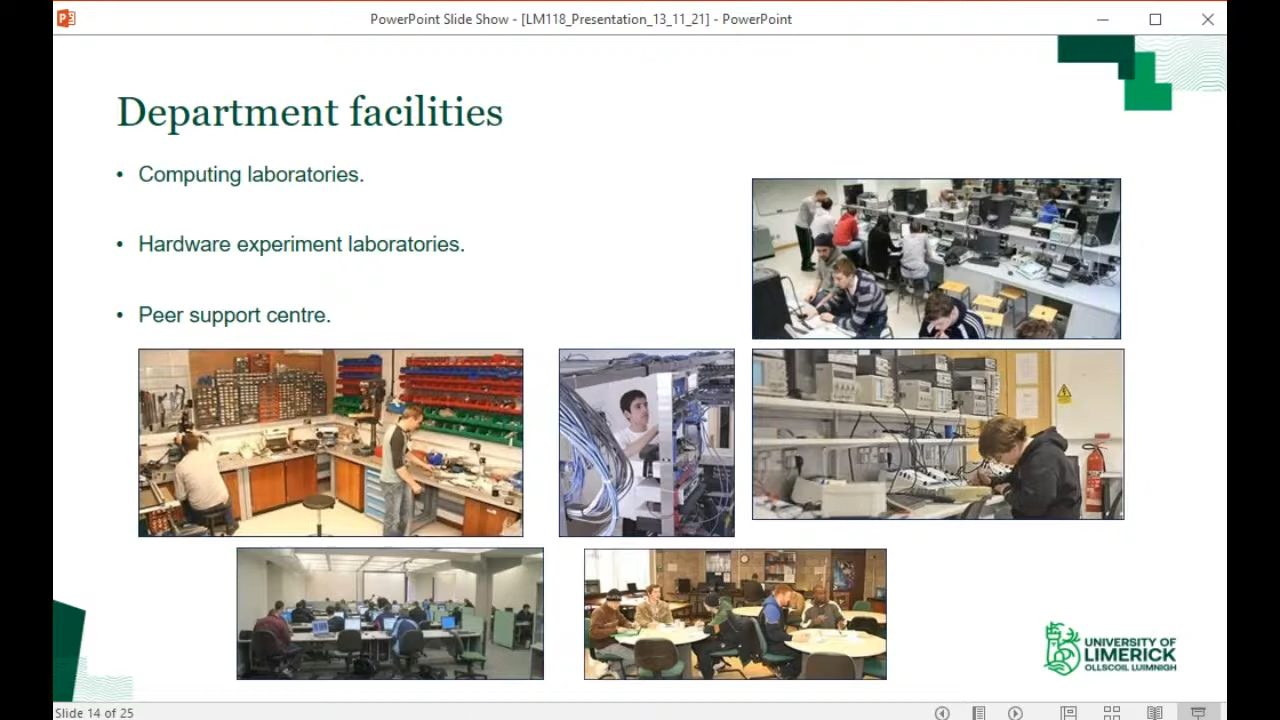 PowerPoint Slide Show - [LM118_Presentation_13_11_21] - PowerPoint
Department facilities
• Computing laboratories.
• Hardware experiment laboratories.
• Peer support centre.
UNIVERSITY OF
LIMERICK
OLLSCOIL LUIMNIGH
Slide 14 of 25